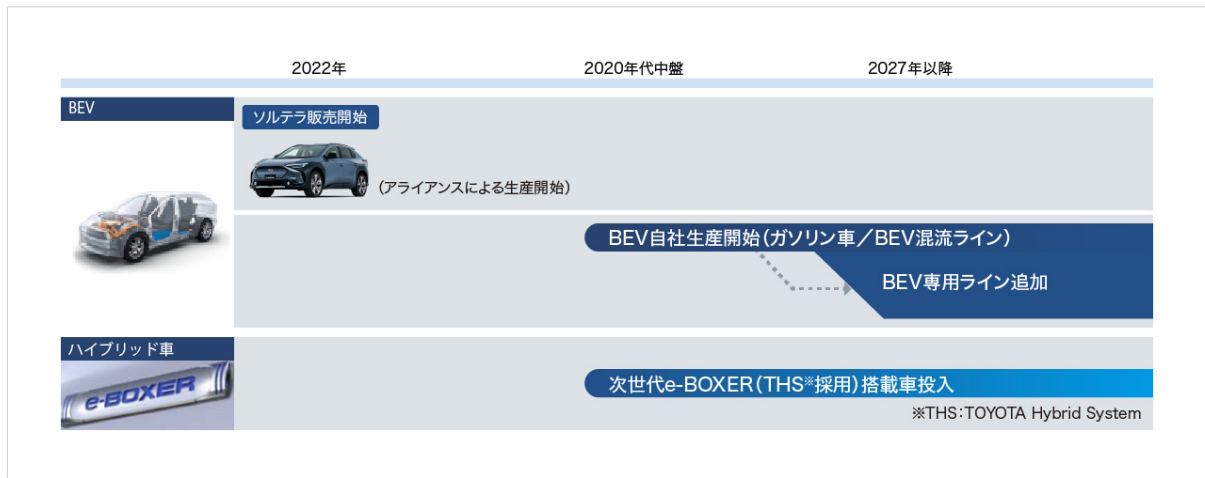 2022年
2020年代中盤
2027年以降
BEV
ソルテラ販売開始
（アライアンスによる生産開始）
BEV自社生産開始（ガソリン車／BEV混流ライン）
BEV専用ライン追加
ハイブリッド車
e-BOXER
次世代e-BOXER（THS※採用）搭載車投入
※THS：TOYOTA Hybrid System